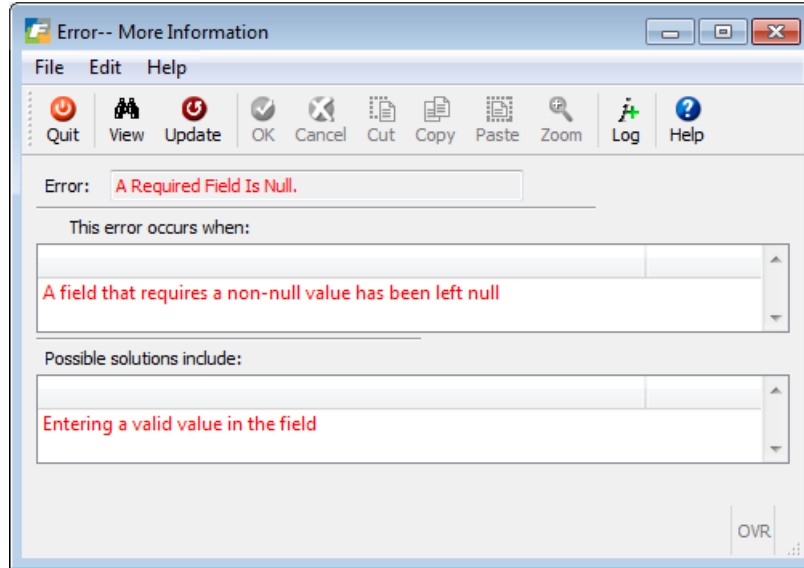 Error-- More Information
File Edit Help
Quit View Update OK Cancel Cut Copy Paste Zoom Log Help
Error: A Required Field Is Null.
This error occurs when:
A field that requires a non-null value has been left null
Possible solutions include:
Entering a valid value in the field
OVR